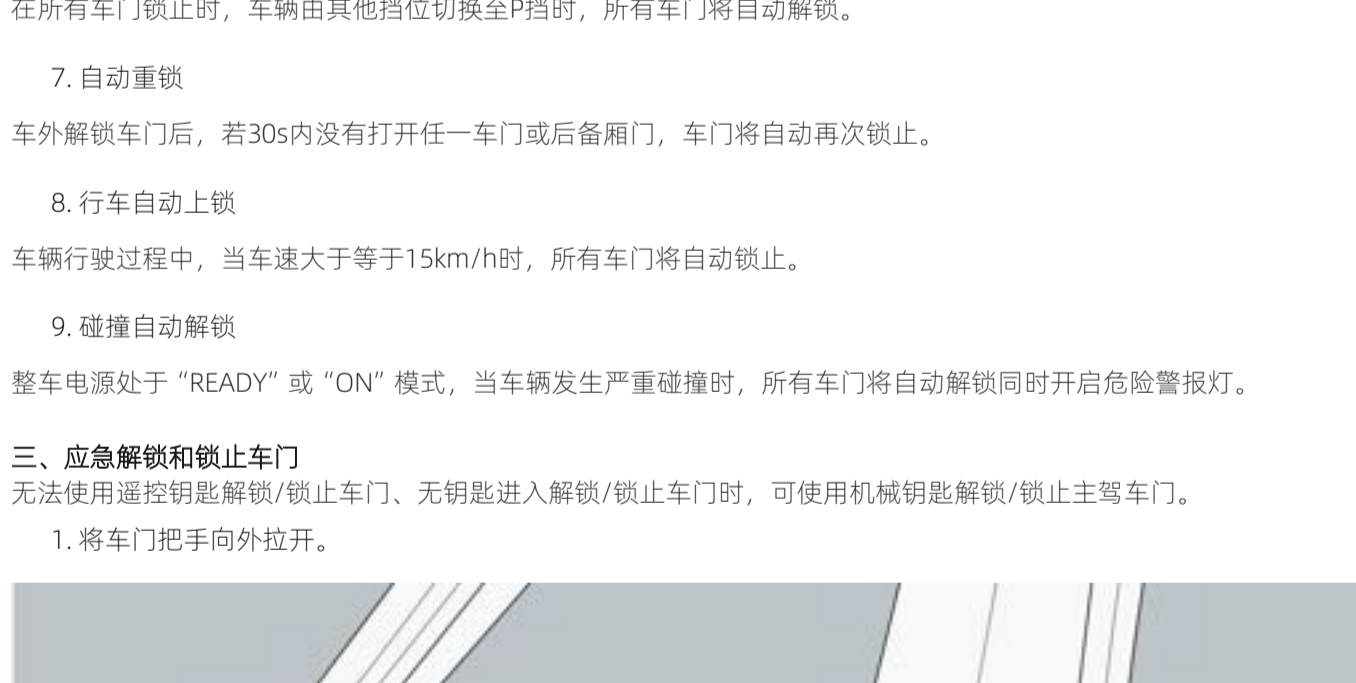 在所有车门锁止时，车辆由其他挡位切换至P挡时，所有车门将自动解锁。
7. 自动重锁
车外解锁车门后，若30s内没有打开任一车门或后备厢门，车门将自动再次锁止。
8. 行车自动上锁
车辆行驶过程中，当车速大于等于15km/h时，所有车门将自动锁止。
9. 碰撞自动解锁
整车电源处于“READY”或“ON”模式，当车辆发生严重碰撞时，所有车门将自动解锁同时开启危险警报灯。
三、应急解锁和锁止车门
无法使用遥控钥匙解锁/锁止车门、无钥匙进入解锁/锁止车门时，可使用机械钥匙解锁/锁止主驾车门。
1. 将车门把手向外拉开。